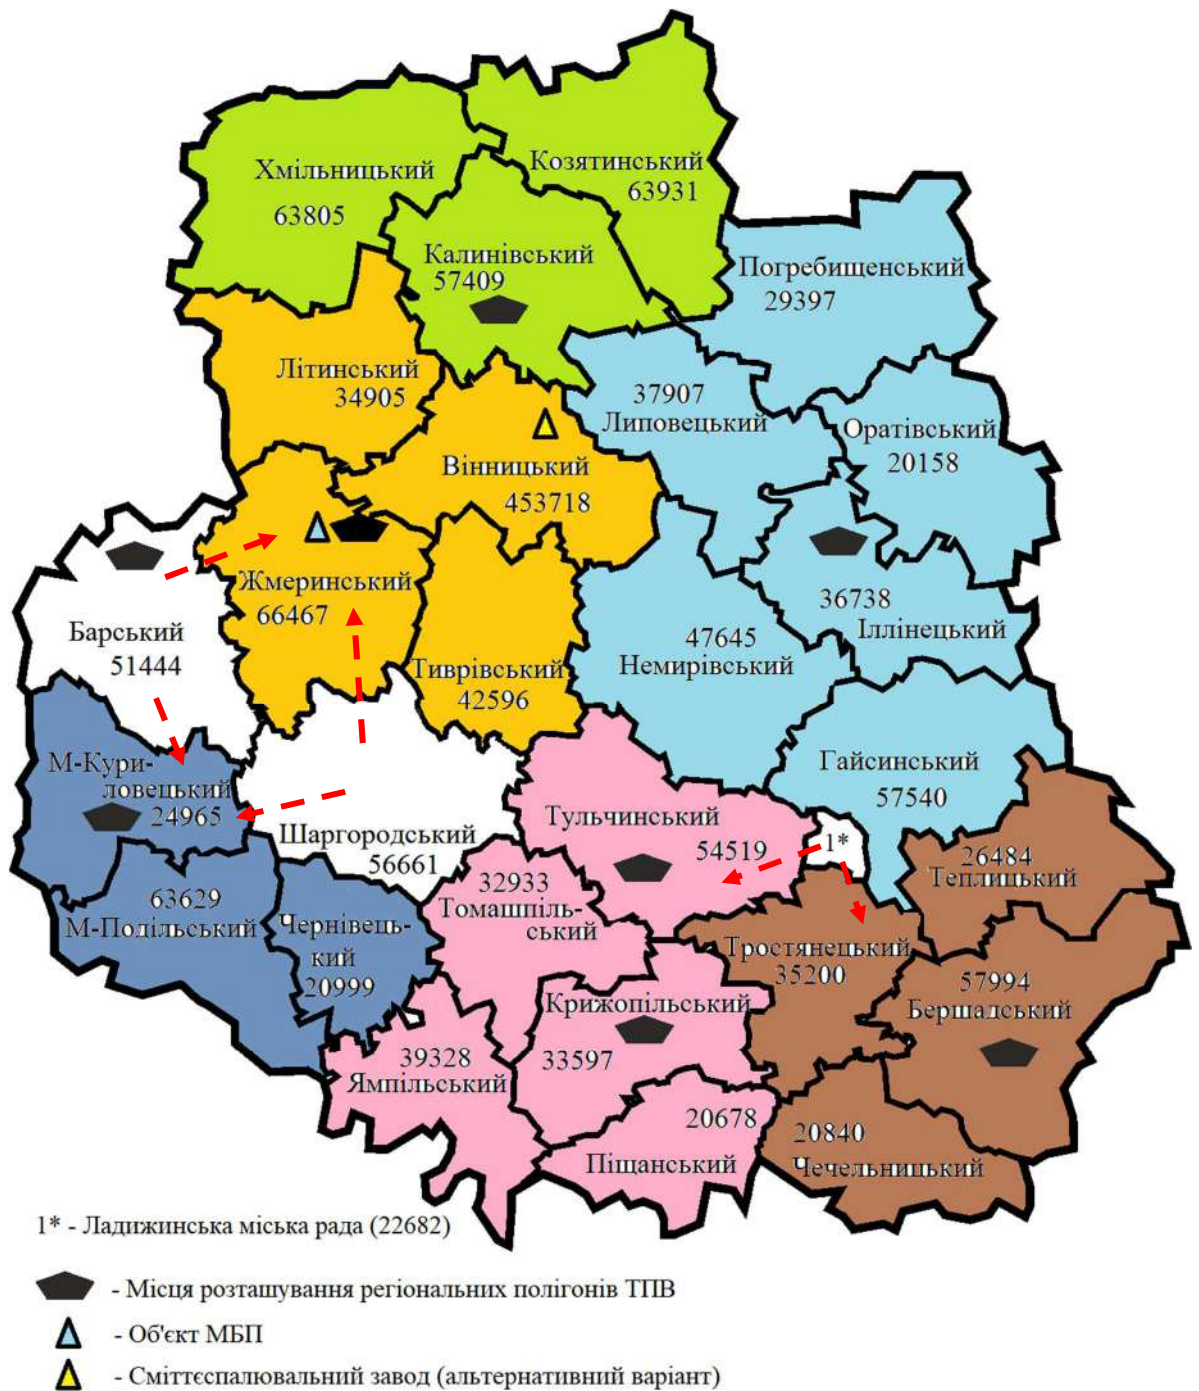 Хмільницький
63805
Козятинський
63931
Калинівський
57409
Погребищенський
29397
Літинський
34905
37907
Липовецький
Оратівський
20158
Вінницький
453718
Жмеринський
66467
36738
Іллінецький
Барський
51444
47645
Немирівський
Тиврівський
42596
М-Кури-
ловецький
24965
Гайсинський
57540
Шаргородський
56661
Тульчинський
54519
1*
26484
Теплицький
63629
М-Подільський
32933
Томашпіль-
ський
Чернівець-
кий
20999
Тростянецький
35200
57994
Бершадський
Крижопільський
33597
39328
Ямпільський
20678
Піщанський
20840
Чечельницький
1* - Ладижинська міська рада (22682)
- Місця розташування регіональних полігонів ТПВ
- Об'єкт МБП
- Сміттєспалювальний завод (альтернативний варіант)